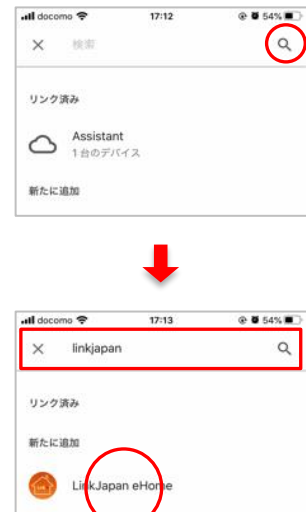 docomo 17:12 54%
検索
リンク済み
Assistant
1台のデバイス
新たに追加
docomo 17:13 54%
linkjapan
リンク済み
新たに追加
LinkJapan eHome